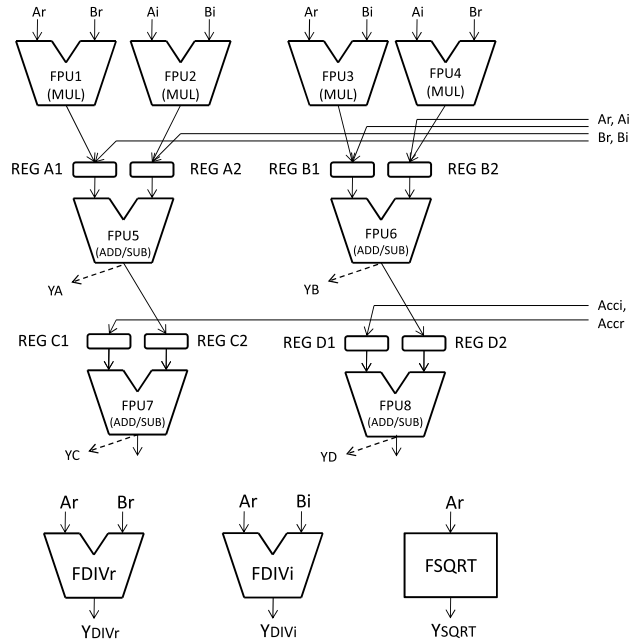 Ar Br Ai Bi Ar Bi Ai Br
FPU1 FPU2 FPU3 FPU4
(MUL) (MUL) (MUL) (MUL)
Ar, Ai
Br, Bi
REG A1 REG A2 REG B1 REG B2
FPU5 FPU6
(ADD/SUB) (ADD/SUB)
YA YB
Acci,
Accr
REG C1 REG C2 REG D1 REG D2
FPU7 FPU8
(ADD/SUB) (ADD/SUB)
YC YD
Ar Br Ar Bi Ar
FDIVr FDIVi FSQRT
YDIVr YDIVi YSQRT